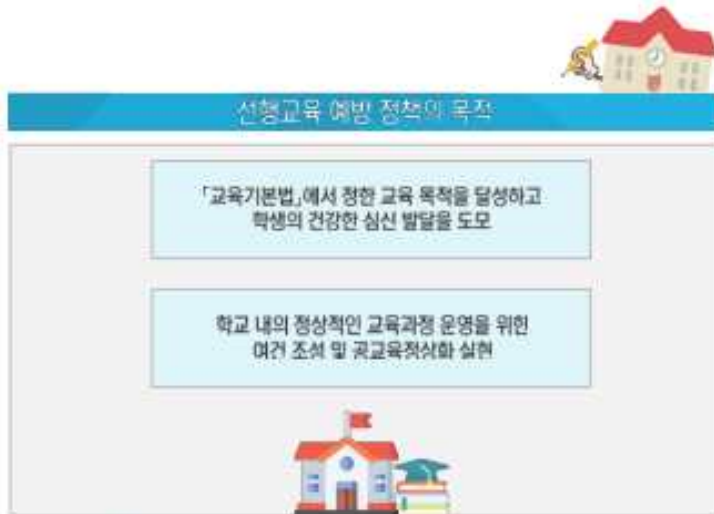 선행교육 예방 정책의 목적
「교육기본법」에서 정한 교육 목적을 달성하고
학생의 건강한 심신 발달을 도모
학교 내의 정상적인 교육과정 운영을 위한
여건 조성 및 공교육정상화 실현